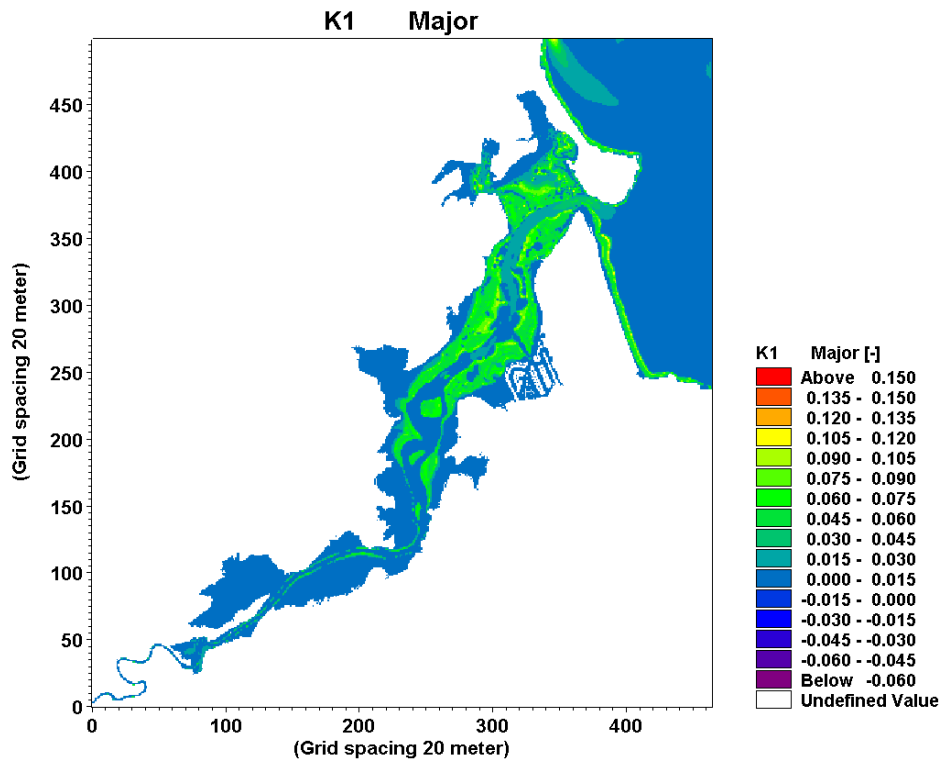 K1 Major
450
400
350
300
250
200
150
100
50
0
(Grid spacing 20 meter)
0 100 200 300 400
(Grid spacing 20 meter)
K1 Major [-]
Above 0.150
0.135 - 0.150
0.120 - 0.135
0.105 - 0.120
0.090 - 0.105
0.075 - 0.090
0.060 - 0.075
0.045 - 0.060
0.030 - 0.045
0.015 - 0.030
0.000 - 0.015
-0.015 - 0.000
-0.030 - -0.015
-0.045 - -0.030
-0.060 - -0.045
Below -0.060
Undefined Value